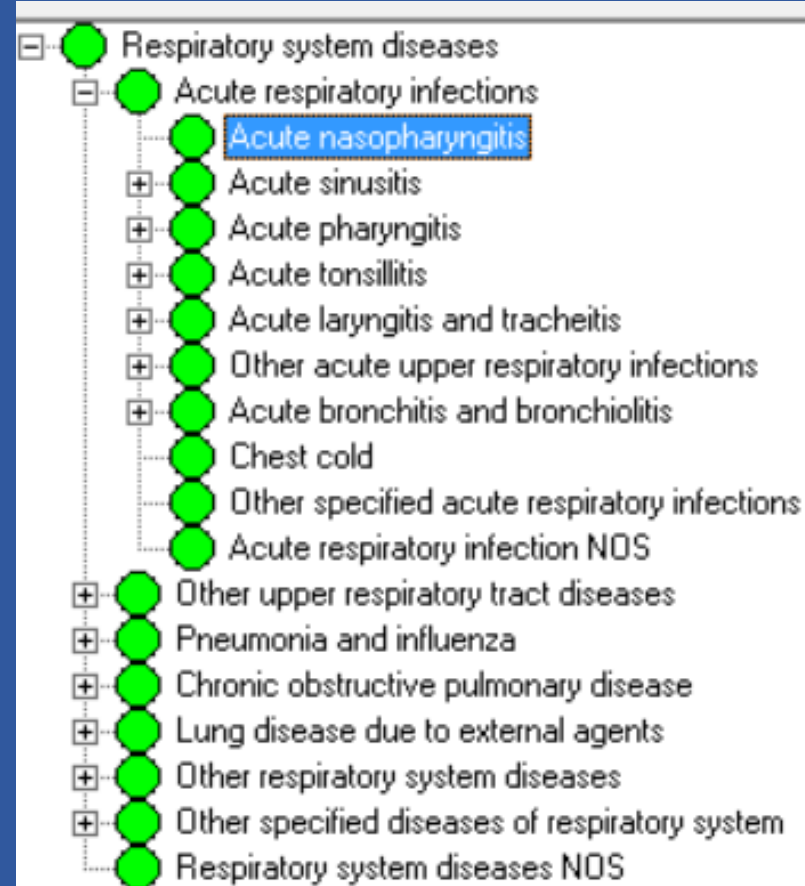 Respiratory system diseases
Acute respiratory infections
Acute nasopharyngitis
Acute sinusitis
Acute pharyngitis
Acute tonsillitis
Acute laryngitis and tracheitis
Other acute upper respiratory infections
Acute bronchitis and bronchiolitis
Chest cold
Other specified acute respiratory infections
Acute respiratory infection NOS
Other upper respiratory tract diseases
Pneumonia and influenza
Chronic obstructive pulmonary disease
Lung disease due to external agents
Other respiratory system diseases
Other specified diseases of respiratory system
Respiratory system diseases NOS